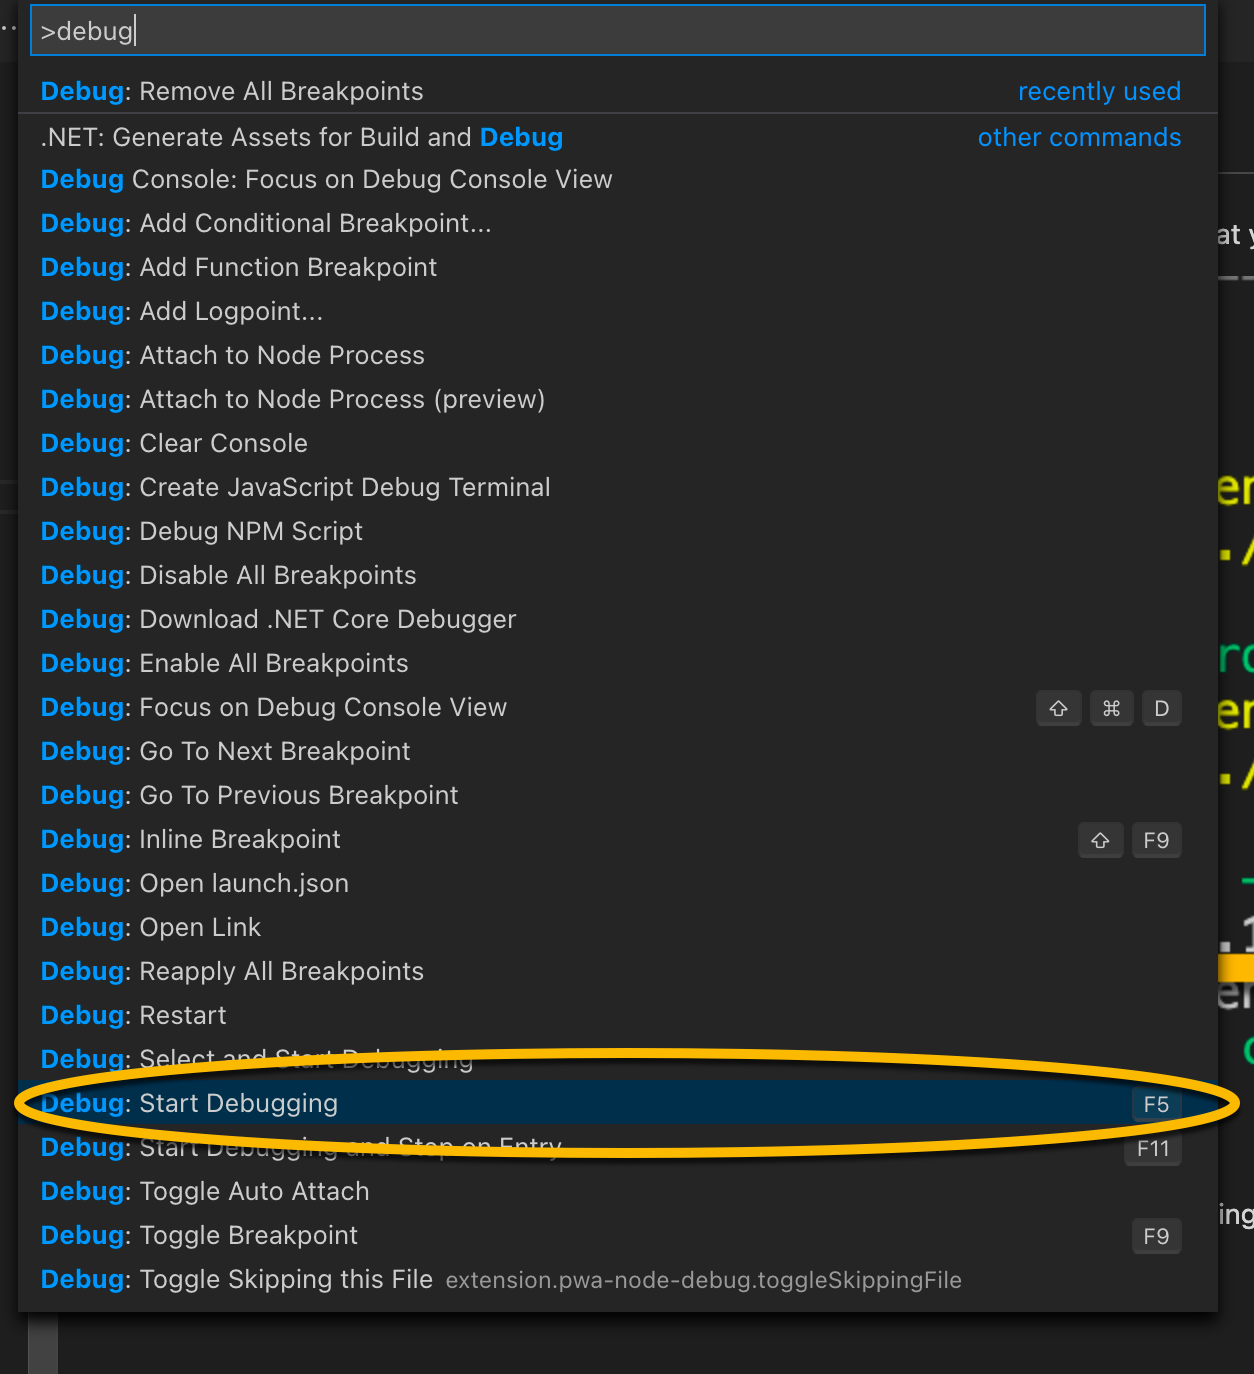 >debug
Debug: Remove All Breakpoints recently used
.NET: Generate Assets for Build and Debug other commands
Debug Console: Focus on Debug Console View
Debug: Add Conditional Breakpoint...
at
Debug: Add Function Breakpoint
Debug: Add Logpoint...
Debug: Attach to Node Process
Debug: Attach to Node Process (preview)
Debug: Clear Console
Debug: Create JavaScript Debug Terminal
Debug: Debug NPM Script
Debug: Disable All Breakpoints
Debug: Download .NET Core Debugger
Debug: Enable All Breakpoints
Debug: Focus on Debug Console View ⇧ ⌘ D
Debug: Go To Next Breakpoint
Debug: Go To Previous Breakpoint
Debug: Inline Breakpoint ⇧ F9
Debug: Open launch.json
Debug: Open Link
Debug: Reapply All Breakpoints
Debug: Restart
Debug: Select and Start Debugging
Debug: Start Debugging F5
Debug: Start Debugging and Stop on Entry F11
Debug: Toggle Auto Attach
ing
Debug: Toggle Breakpoint F9
Debug: Toggle Skipping this File extension.pwa-node-debug.toggleSkippingFile